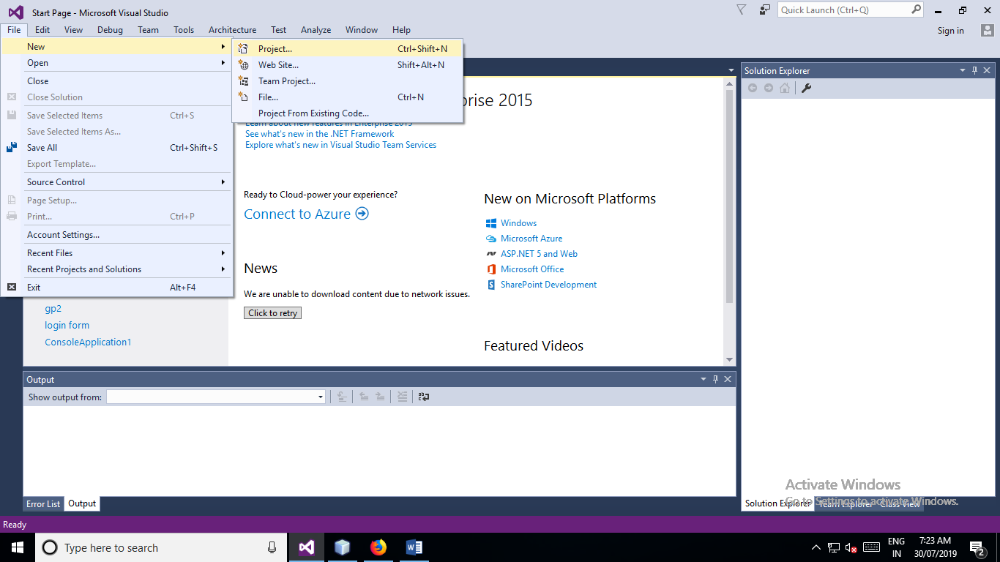 Start Page - Microsoft Visual Studio
Quick Launch (Ctrl+Q)
File Edit View Debug Team Tools Architecture Test Analyze Window Help
Sign in
New
Open
Close
Close Solution
Save Selected Items Ctrl+S
Save Selected Items As...
Save All Ctrl+Shift+S
Export Template...
Source Control
Page Setup...
Print... Ctrl+P
Account Settings...
Recent Files
Recent Projects and Solutions
Exit Alt+F4
Project... Ctrl+Shift+N
Web Site... Shift+Alt+N
Team Project...
File... Ctrl+N
Project From Existing Code...
prise 2015
Learn about new features in Enterprise 2015
See what's new in the .NET Framework
Explore what's new in Visual Studio Team Services
Ready to Cloud-power your experience?
Connect to Azure
News
We are unable to download content due to network issues.
Click to retry
New on Microsoft Platforms
Windows
Microsoft Azure
ASP.NET 5 and Web
Microsoft Office
SharePoint Development
Featured Videos
gp2
login form
ConsoleApplication1
Solution Explorer
Output
Show output from:
Error List Output
Activate Windows
Go to Settings to activate Windows.
Solution Explorer Team Explorer Class View
Ready
Type here to search
ENG
IN
7:23 AM
30/07/2019
2